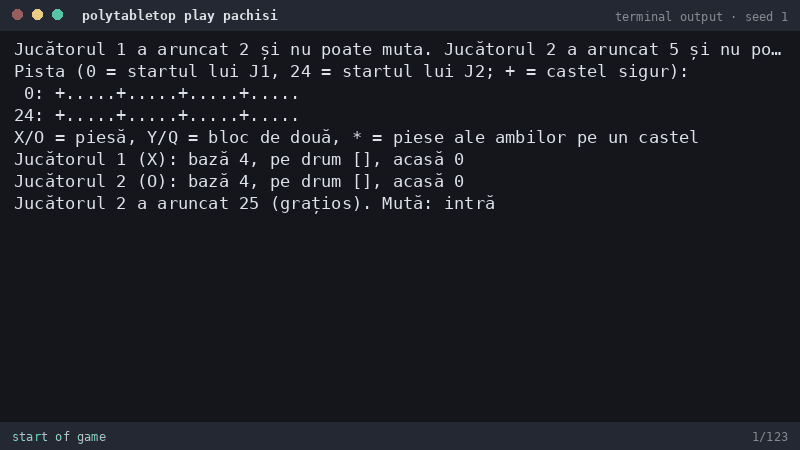 polytabletop play pachisi
terminal output · seed 1
Jucătorul 1 a aruncat 2 și nu poate muta. Jucătorul 2 a aruncat 5 și nu po…
Pista (0 = startul lui J1, 24 = startul lui J2; + = castel sigur):
 0: +.....+.....+.....+.....
24: +.....+.....+.....+.....
X/O = piesă, Y/Q = bloc de două, * = piese ale ambilor pe un castel
Jucătorul 1 (X): bază 4, pe drum [], acasă 0
Jucătorul 2 (O): bază 4, pe drum [], acasă 0
Jucătorul 2 a aruncat 25 (grațios). Mută: intră
start of game
1/123